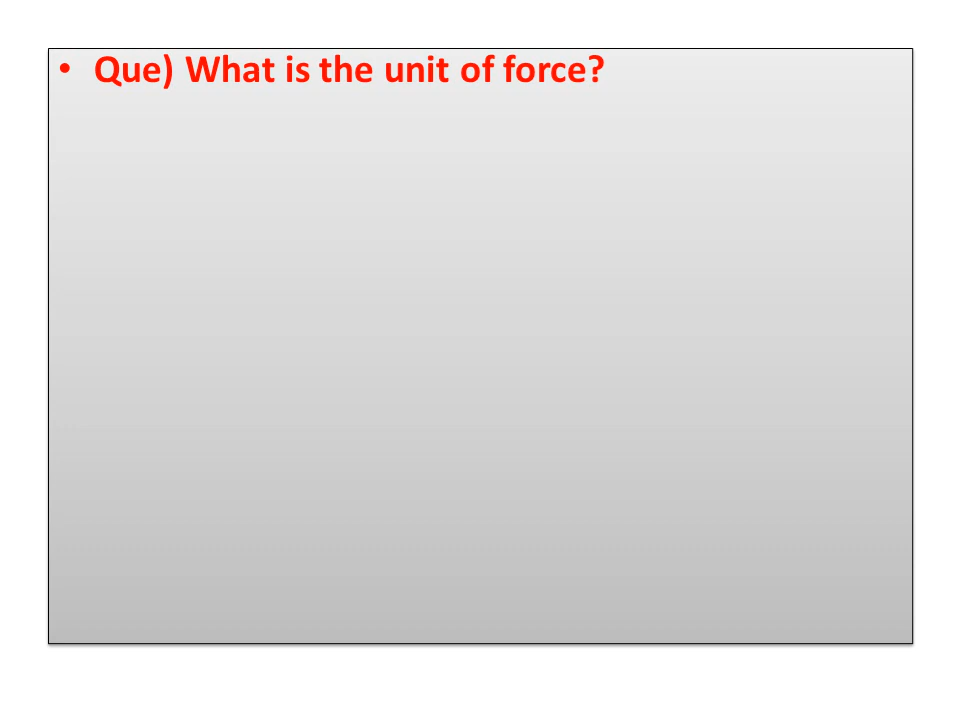 • Que) What is the unit of force?